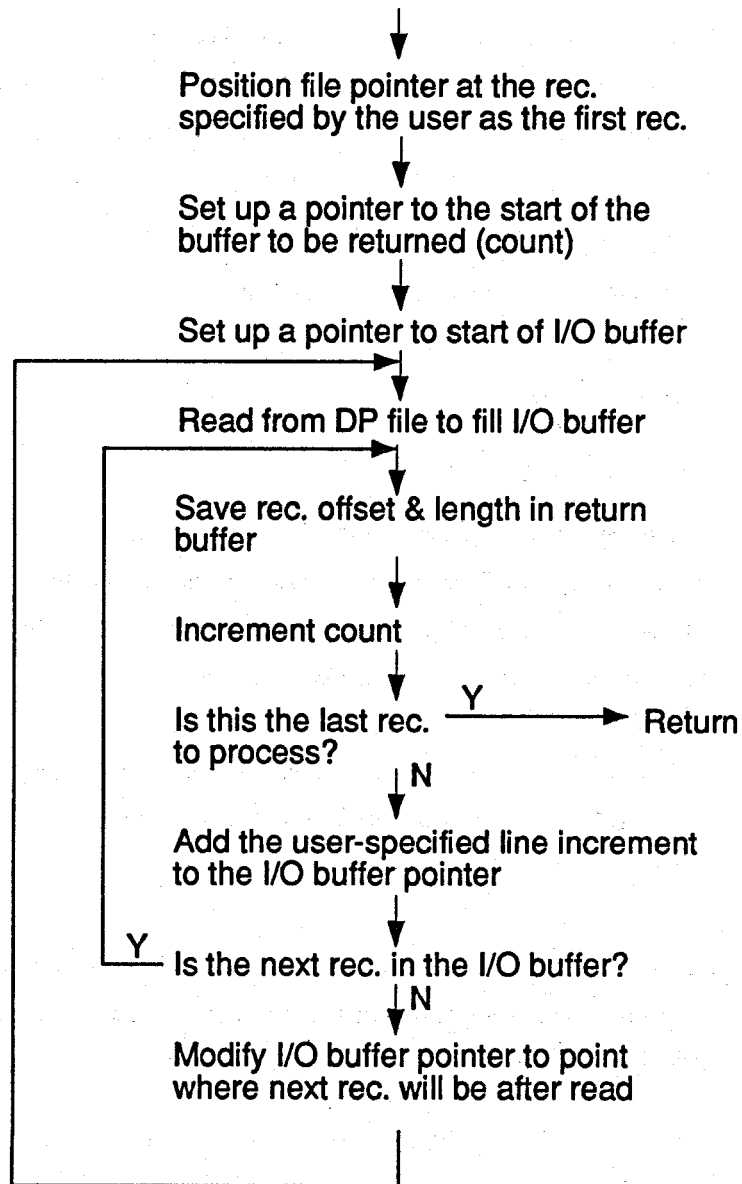 Position file pointer at the rec.
specified by the user as the first rec.
Set up a pointer to the start of the
buffer to be returned (count)
Set up a pointer to start of I/O buffer
Read from DP file to fill I/O buffer
Save rec. offset & length in return
buffer
Increment count
Is this the last rec.
to process?
Y
Return
N
Add the user-specified line increment
to the I/O buffer pointer
Y
Is the next rec. in the I/O buffer?
N
Modify I/O buffer pointer to point
where next rec. will be after read